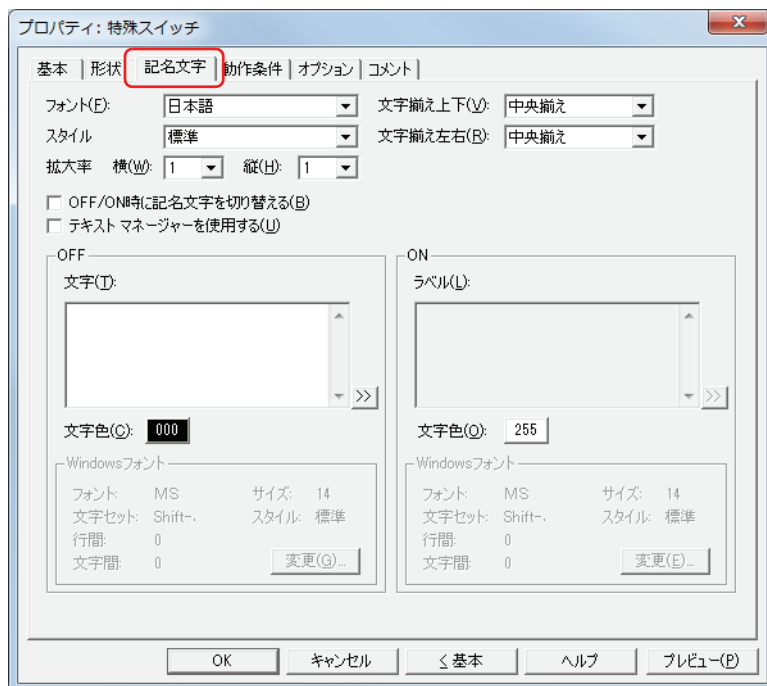 プロパティ: 特殊スイッチ
基本 形状 記名文字 動作条件 オプション コメント
フォント(F): 日本語 文字揃え上下(V): 中央揃え
スタイル 標準 文字揃え左右(R): 中央揃え
拡大率 横(W): 1 縦(H): 1
OFF/ON時に記名文字を切り替える(B)
テキスト マネージャーを使用する(U)
OFF ON
文字(T): ラベル(L):
>> >>
文字色(C): 000 文字色(O): 255
Windowsフォント Windowsフォント
フォント: MS サイズ: 14 フォント: MS サイズ: 14
文字セット: Shift-. スタイル: 標準 文字セット: Shift-. スタイル: 標準
行間: 0 行間: 0
文字間: 0 変更(G)... 文字間: 0 変更(E)...
OK キャンセル < 基本 ヘルプ プレビュー(P)